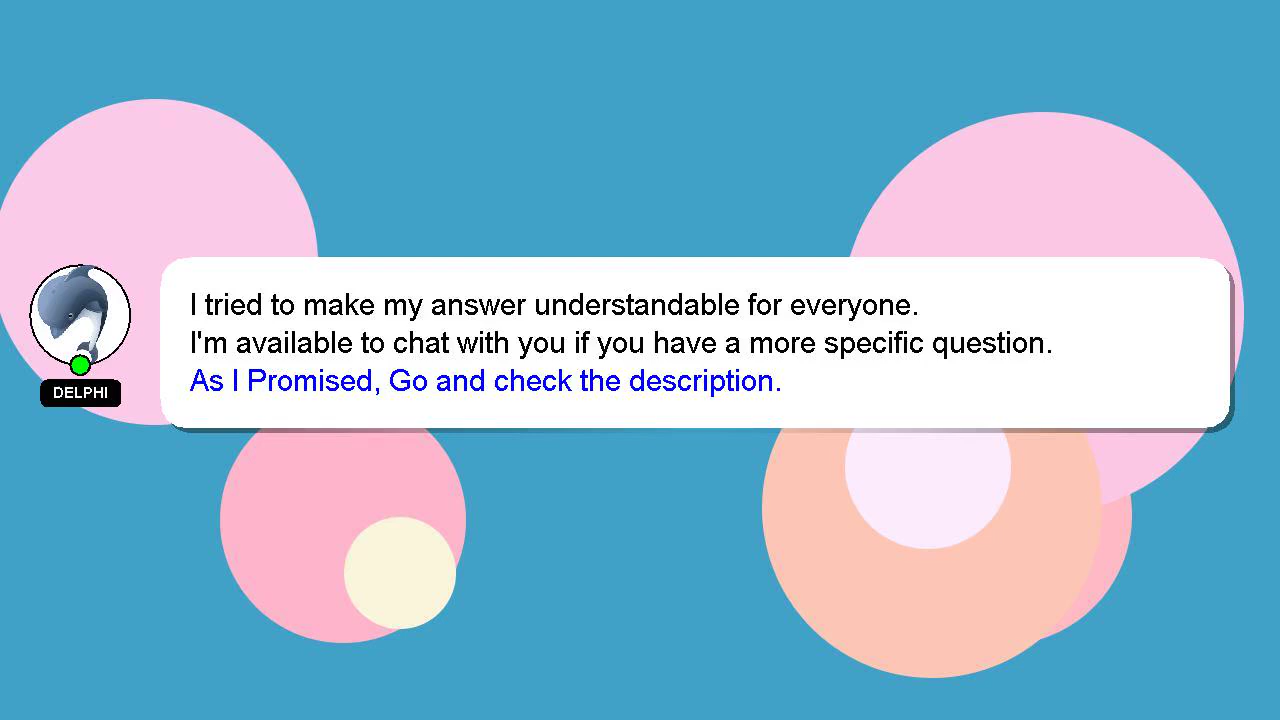 I tried to make my answer understandable for everyone.
I'm available to chat with you if you have a more specific question.
As I Promised, Go and check the description.
DELPHI